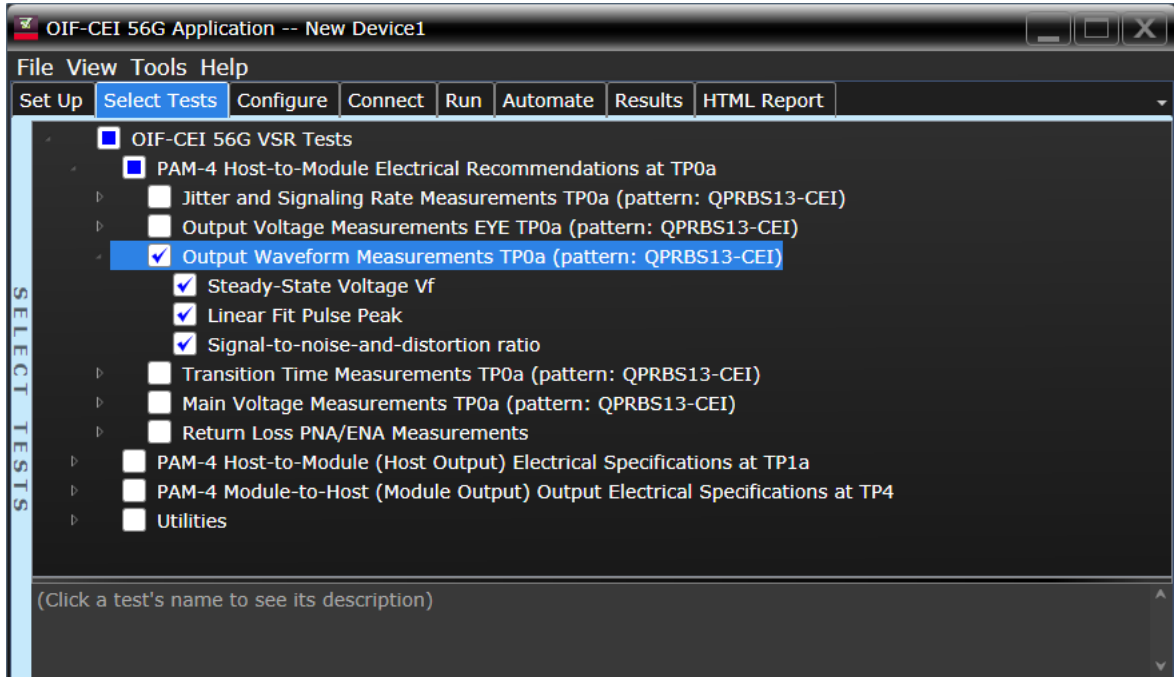 OIF-CEI 56G Application -- New Device1
File View Tools Help
Set Up Select Tests Configure Connect Run Automate Results HTML Report
SELECT TESTS
OIF-CEI 56G VSR Tests
PAM-4 Host-to-Module Electrical Recommendations at TP0a
Jitter and Signaling Rate Measurements TP0a (pattern: QPRBS13-CEI)
Output Voltage Measurements EYE TP0a (pattern: QPRBS13-CEI)
Output Waveform Measurements TP0a (pattern: QPRBS13-CEI)
Steady-State Voltage Vf
Linear Fit Pulse Peak
Signal-to-noise-and-distortion ratio
Transition Time Measurements TP0a (pattern: QPRBS13-CEI)
Main Voltage Measurements TP0a (pattern: QPRBS13-CEI)
Return Loss PNA/ENA Measurements
PAM-4 Host-to-Module (Host Output) Electrical Specifications at TP1a
PAM-4 Module-to-Host (Module Output) Output Electrical Specifications at TP4
Utilities
(Click a test's name to see its description)